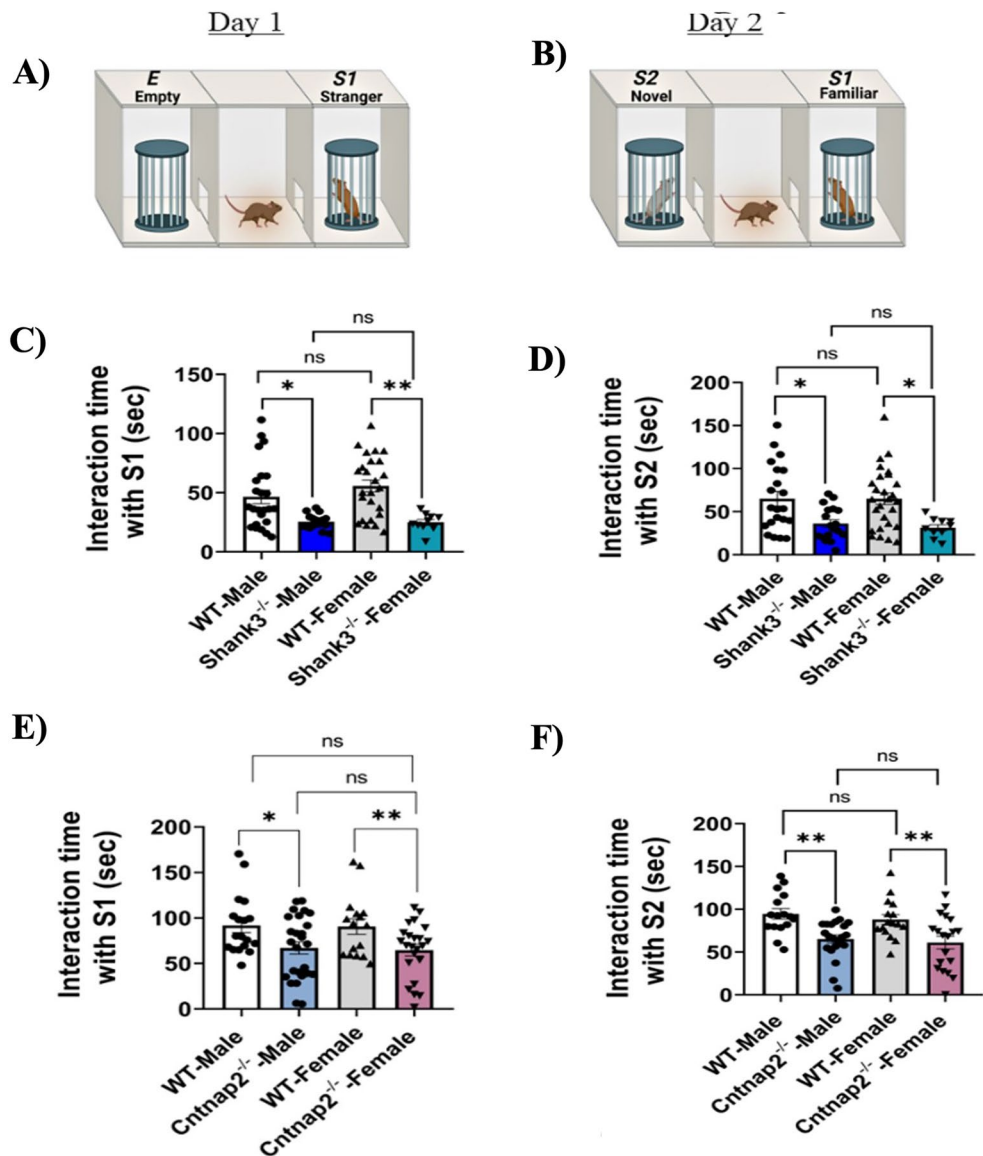 Day 1
Day 2
A)
E
Empty
S1
Stranger
B)
S2
Novel
S1
Familiar
C)
ns
ns
*
**
Interaction time
with S1 (sec)
150
100
50
0
WT-Male
Shank3-/--Male
WT-Female
Shank3-/--Female
D)
ns
ns
*
*
Interaction time
with S2 (sec)
200
150
100
50
0
WT-Male
Shank3-/--Male
WT-Female
Shank3-/--Female
E)
ns
ns
*
**
Interaction time
with S1 (sec)
200
150
100
50
0
WT-Male
Cntnap2-/--Male
WT-Female
Cntnap2-/--Female
F)
ns
ns
**
**
Interaction time
with S2 (sec)
200
150
100
50
0
WT-Male
Cntnap2-/--Male
WT-Female
Cntnap2-/--Female